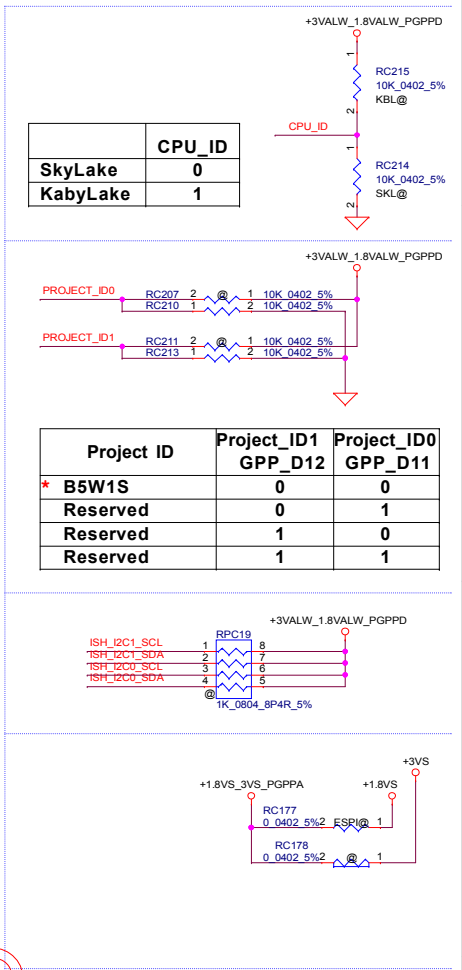 +3VALW_1.8VALW_PGPPD
1
RC215
10K_0402_5%
KBL@
2
CPU_ID
1
RC214
10K_0402_5%
SKL@
2
CPU_ID
SkyLake 0
KabyLake 1
+3VALW_1.8VALW_PGPPD
PROJECT_ID0
RC207 2 @ 1 10K_0402_5%
RC210 1 2 10K_0402_5%
PROJECT_ID1
RC211 2 @ 1 10K_0402_5%
RC213 1 2 10K_0402_5%
Project ID Project_ID1 GPP_D12 Project_ID0 GPP_D11
* B5W1S 0 0
Reserved 0 1
Reserved 1 0
Reserved 1 1
+3VALW_1.8VALW_PGPPD
RPC19
ISH_I2C1_SCL 1 8
ISH_I2C1_SDA 2 7
ISH_I2C0_SCL 3 6
ISH_I2C0_SDA 4 5
@
1K_0804_8P4R_5%
+3VS
+1.8VS_3VS_PGPPA +1.8VS
RC177
0_0402_5% 2 ESPI@ 1
RC178
0_0402_5% 2 @ 1